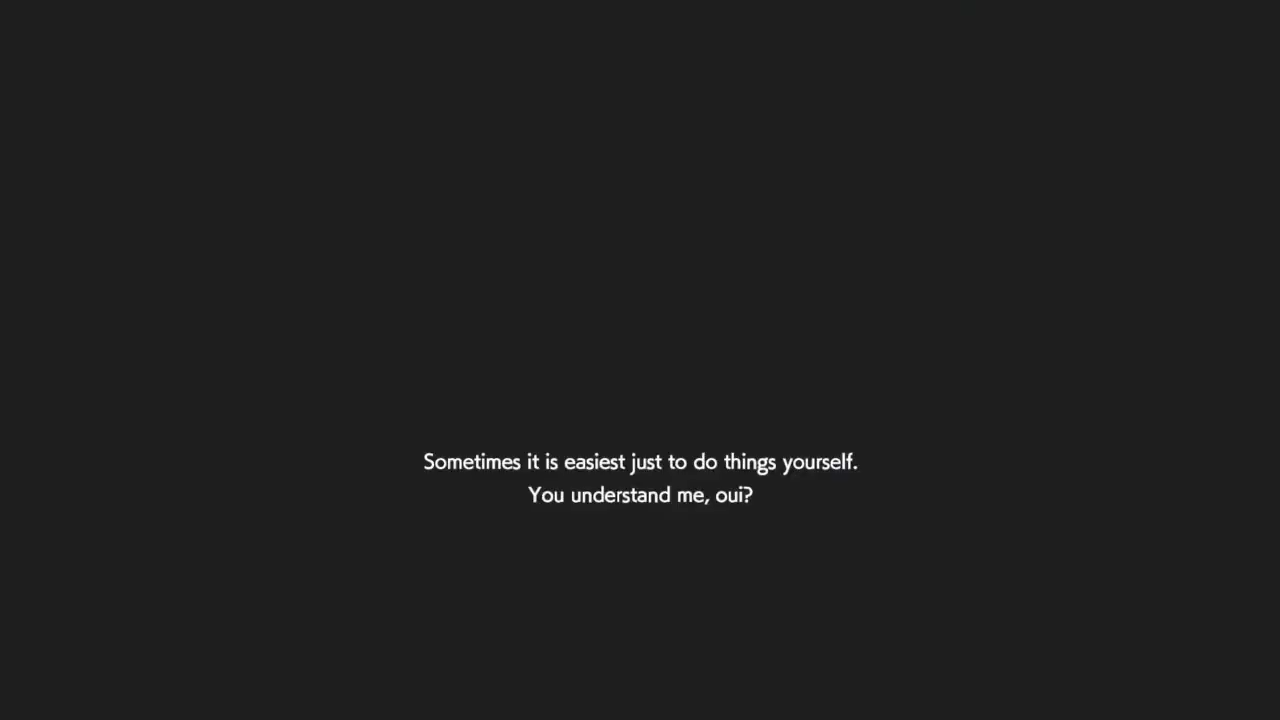 Sometimes it is easiest just to do things yourself.
You understand me, oui?